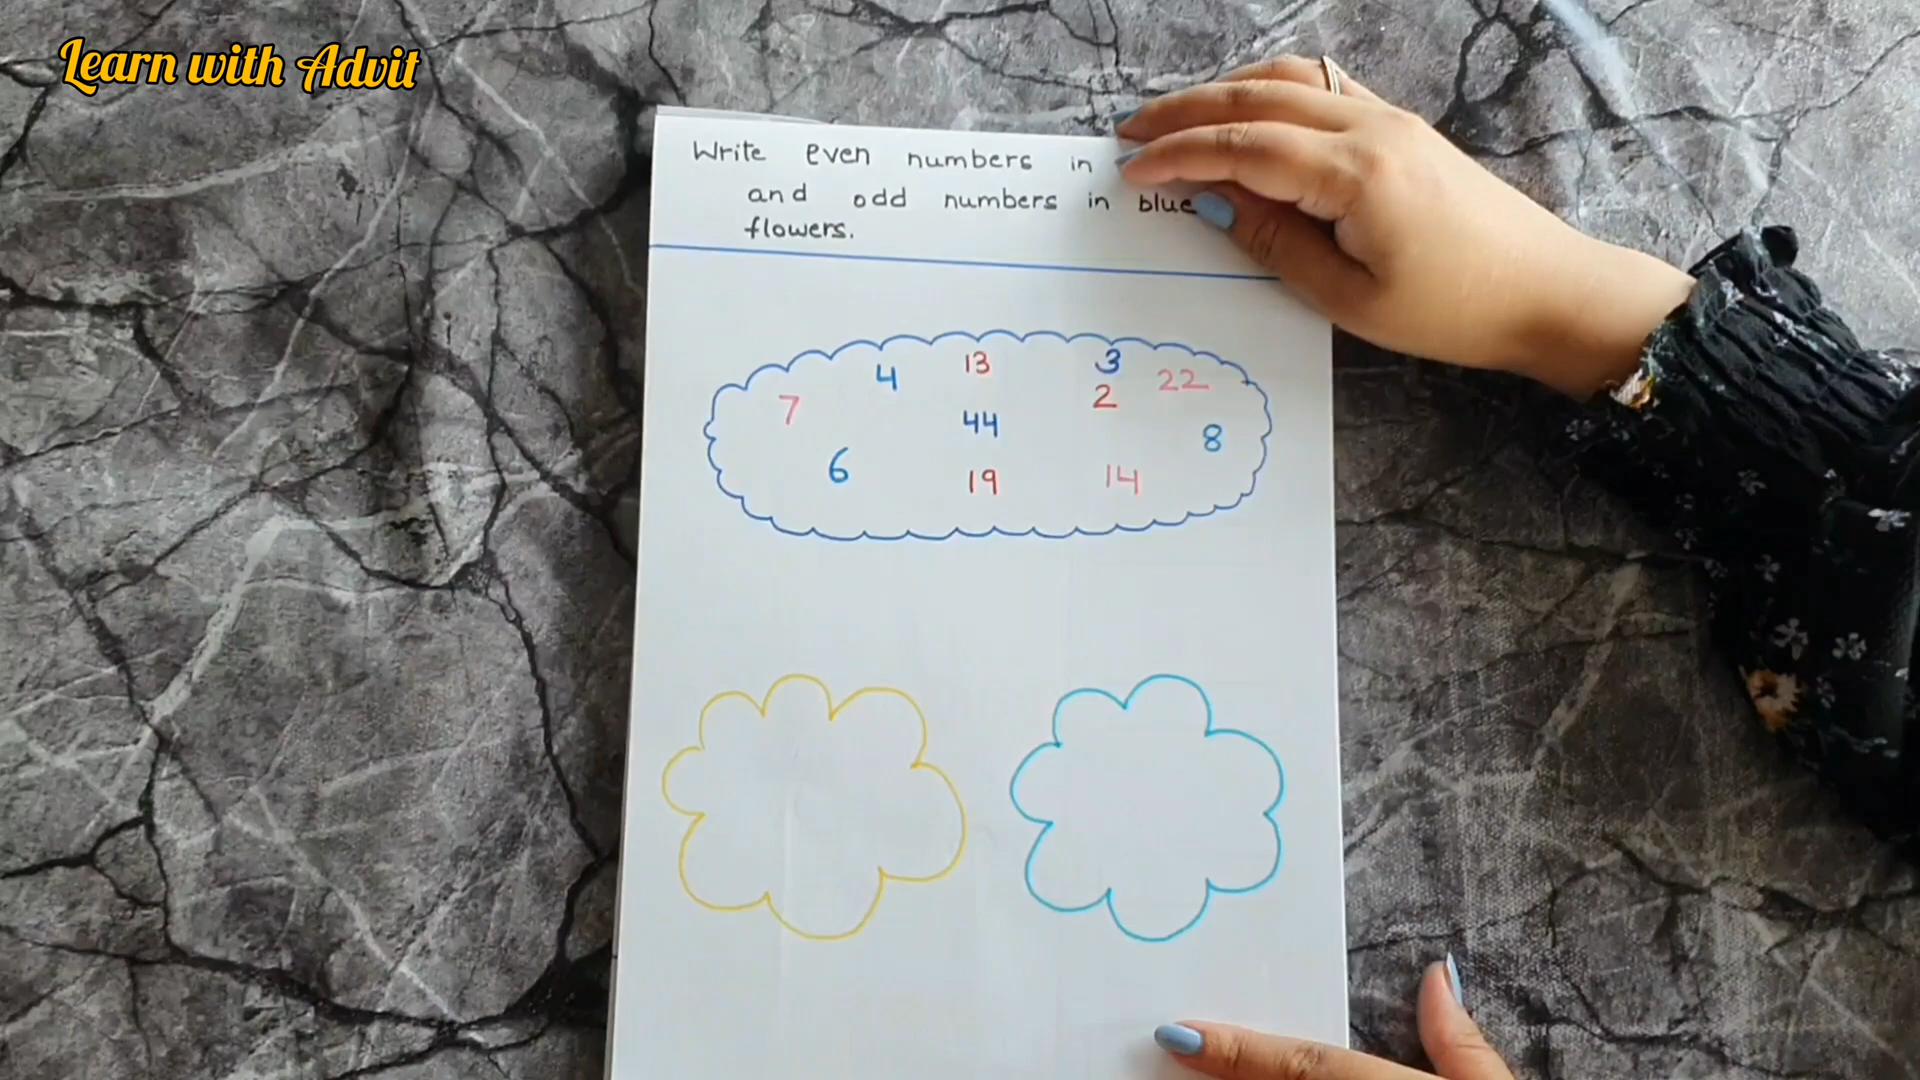 Learn with Advit
Write even numbers in
and odd numbers in blue
flowers.
13 3
4 22
7 2
44 8
6 19 14